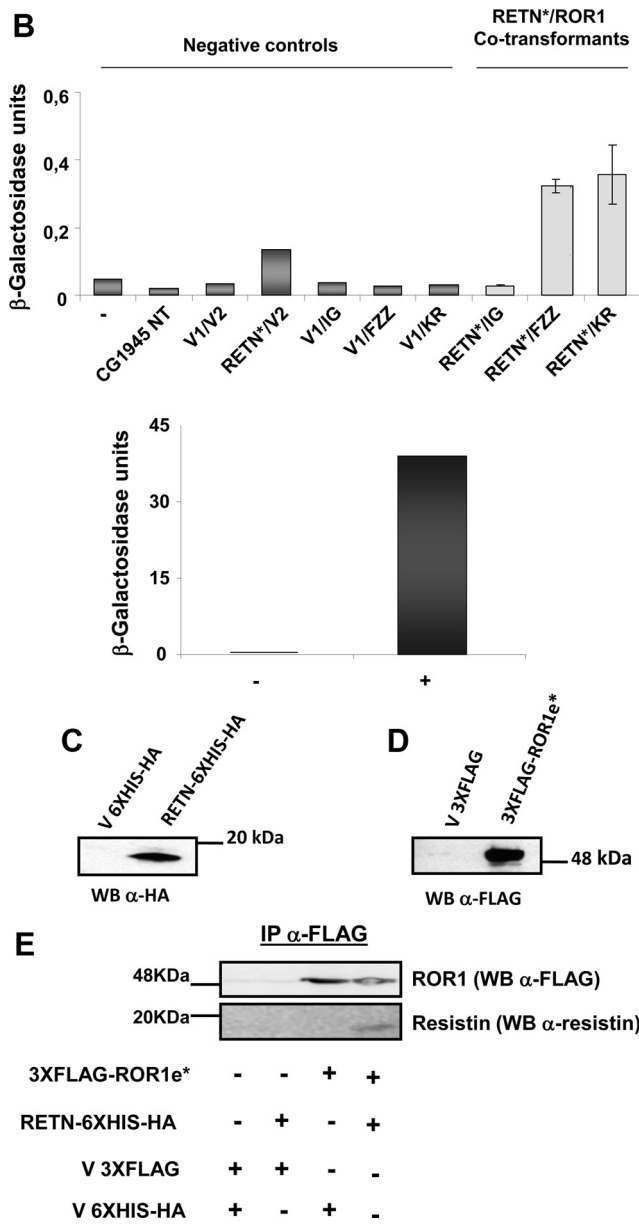 B
Negative controls
RETN*/ROR1
Co-transformants
β-Galactosidase units
0,6
0,4
0,2
0
-
CG1945 NT
V1/V2
RETN*/V2
V1/IG
V1/FZZ
V1/KR
RETN*/IG
RETN*/FZZ
RETN*/KR
β-Galactosidase units
45
30
15
0
- +
C
V 6XHIS-HA
RETN-6XHIS-HA
20 kDa
WB α-HA
D
V 3XFLAG
3XFLAG-ROR1e*
48 kDa
WB α-FLAG
E
IP α-FLAG
48KDa
ROR1 (WB α-FLAG)
20KDa
Resistin (WB α-resistin)
3XFLAG-ROR1e* - - + +
RETN-6XHIS-HA - + - +
V 3XFLAG + + - -
V 6XHIS-HA + - + -